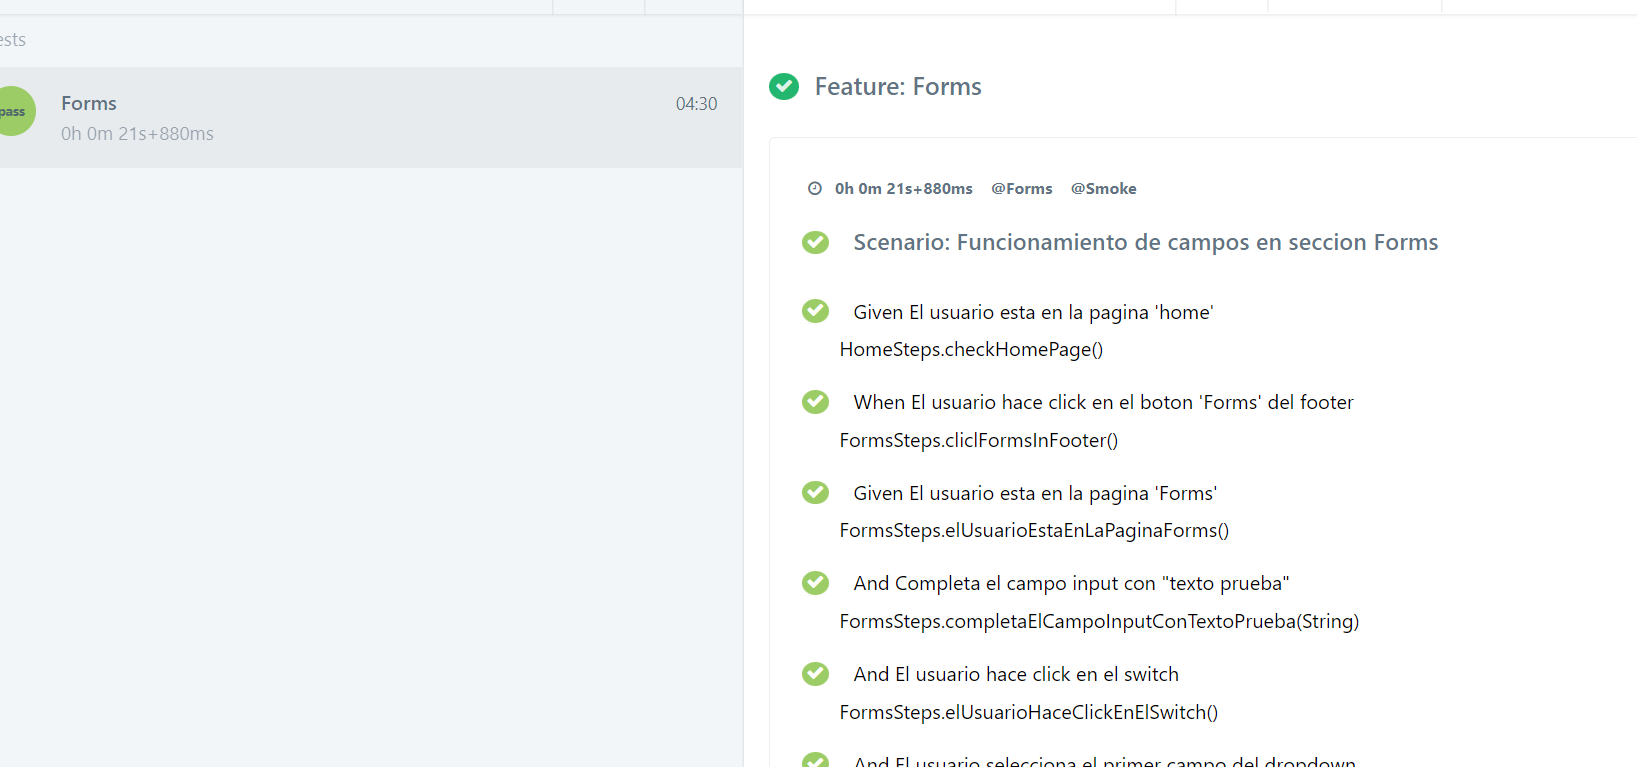 ests
pass
Forms
04:30
0h 0m 21s+880ms
Feature: Forms
0h 0m 21s+880ms @Forms @Smoke
Scenario: Funcionamiento de campos en seccion Forms
Given El usuario esta en la pagina 'home'
HomeSteps.checkHomePage()
When El usuario hace click en el boton 'Forms' del footer
FormsSteps.cliclFormsInFooter()
Given El usuario esta en la pagina 'Forms'
FormsSteps.elUsuarioEstaEnLaPaginaForms()
And Completa el campo input con "texto prueba"
FormsSteps.completaElCampoInputConTextoPrueba(String)
And El usuario hace click en el switch
FormsSteps.elUsuarioHaceClickEnElSwitch()
And El usuario selecciona el primer campo del dropdown